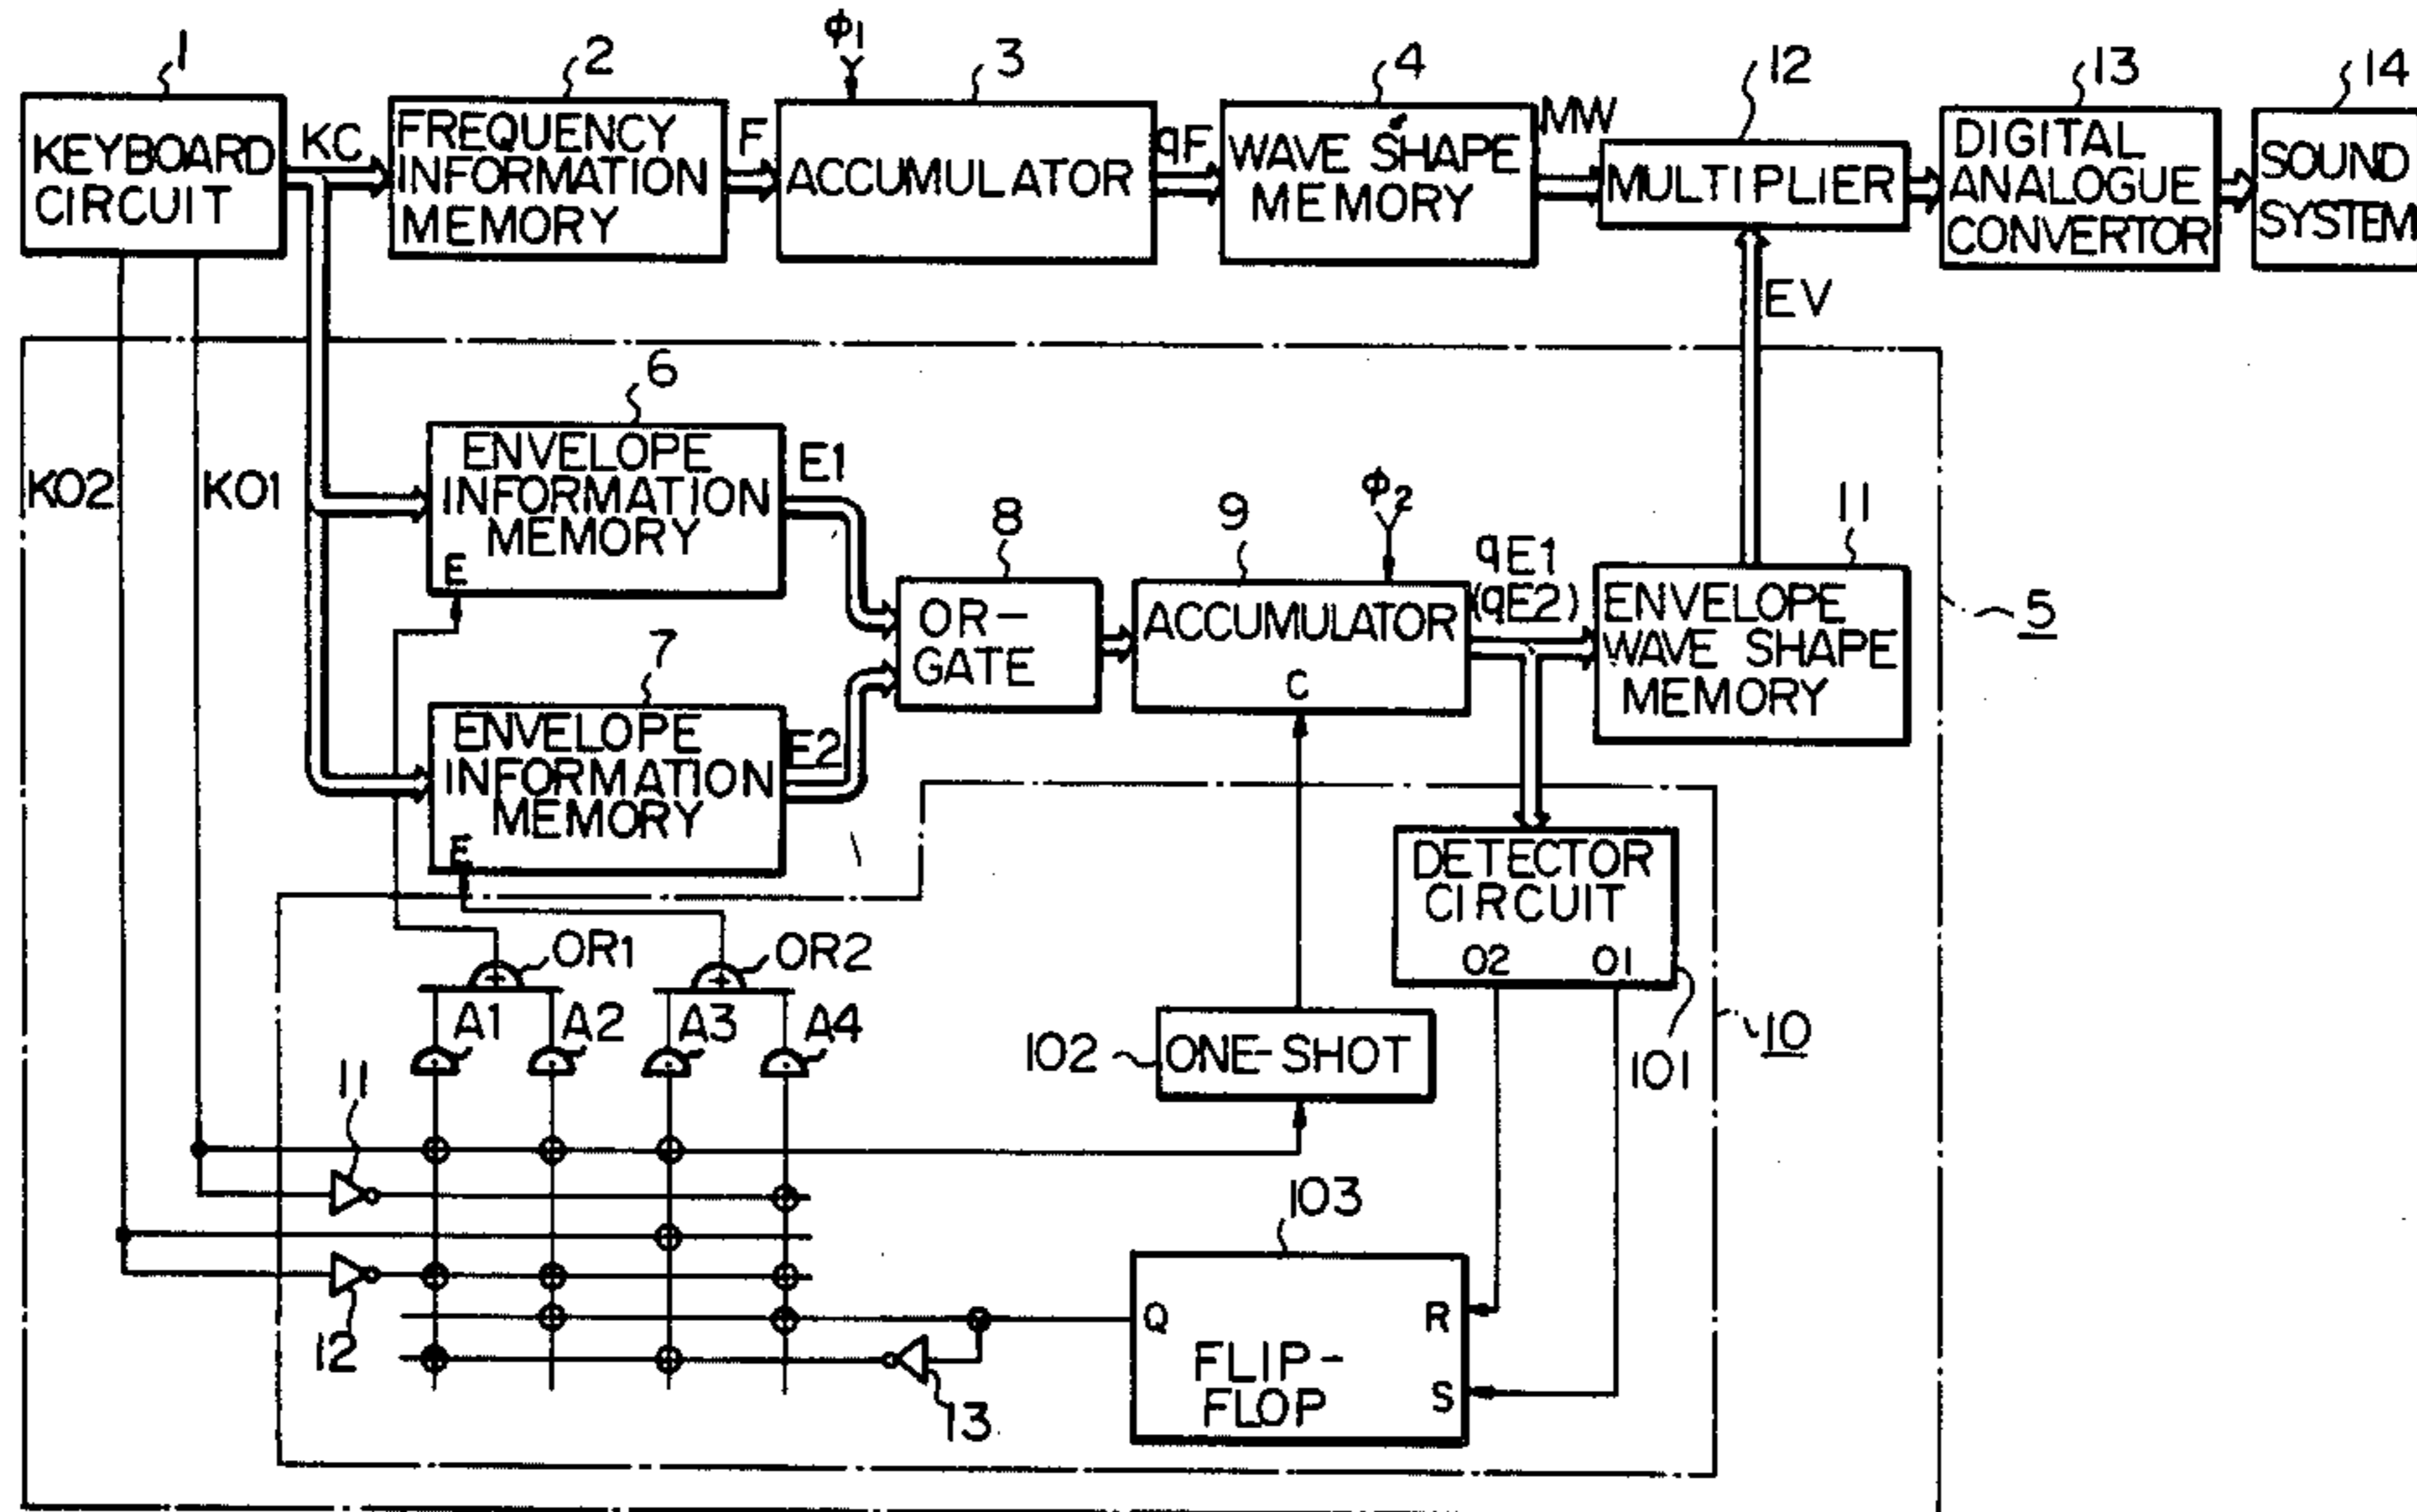 1
2
φ1
3
4
12
13
14
KEYBOARD
CIRCUIT
KC
FREQUENCY
INFORMATION
MEMORY
F
ACCUMULATOR
qF
WAVE SHAPE
MEMORY
MW
MULTIPLIER
DIGITAL
ANALOGUE
CONVERTOR
SOUND
SYSTEM
EV
KO2
KO1
6
ENVELOPE
INFORMATION
MEMORY
E
E1
7
ENVELOPE
INFORMATION
MEMORY
E
E2
8
OR-
GATE
9
φ2
ACCUMULATOR
C
qE1
(qE2)
11
ENVELOPE
WAVE SHAPE
MEMORY
5
DETECTOR
CIRCUIT
O2 O1
101
10
OR1
OR2
A1
A2
A3
A4
102
ONE-SHOT
11
12
13
103
Q
R
S
FLIP-
FLOP